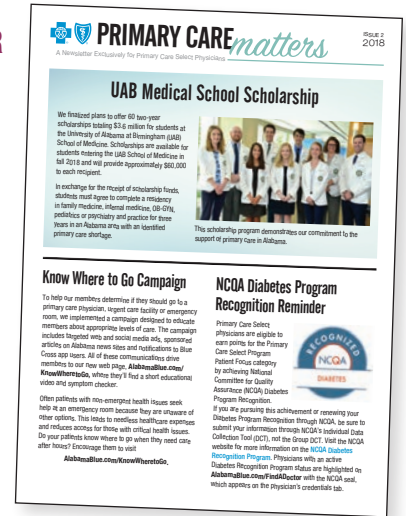 R
PRIMARY CARE matters
ISSUE 2
2018
A Newsletter Exclusively for Primary Care Select Physicians
UAB Medical School Scholarship
We finalized plans to offer 60 two-year
scholarships totaling $3.6 million for students at
the University of Alabama at Birmingham (UAB)
School of Medicine. Scholarships are available for
students entering the UAB School of Medicine in
fall 2018 and will provide approximately $60,000
to each recipient.
In exchange for the receipt of scholarship funds,
students must agree to complete a residency
in family medicine, internal medicine, OB-GYN,
pediatrics or psychiatry and practice for three
years in an Alabama area with an identified
primary care shortage.
This scholarship program demonstrates our commitment to the
support of primary care in Alabama.
Know Where to Go Campaign
To help our members determine if they should go to a
primary care physician, urgent care facility or emergency
room, we implemented a campaign designed to educate
members about appropriate levels of care. The campaign
includes targeted web and social media ads, sponsored
articles on Alabama news sites and notifications to Blue
Cross app users. All of these communications drive
members to our new web page, AlabamaBlue.com/
KnowWheretoGo, where they'll find a short educational
video and symptom checker.
Often patients with non-emergent health issues seek
help at an emergency room because they are unaware of
other options. This leads to needless healthcare expenses
and reduces access for those with critical health issues.
Do your patients know where to go when they need care
after hours? Encourage them to visit
AlabamaBlue.com/KnowWheretoGo.
NCQA Diabetes Program
Recognition Reminder
Primary Care Select
physicians are eligible to
earn points for the Primary
Care Select Program
Patient Focus category
by achieving National
Committee for Quality
Assurance (NCQA) Diabetes
Program Recognition.
RECOGNIZED
NCQA
DIABETES
If you are pursuing this achievement or renewing your
Diabetes Program Recognition through NCQA, be sure to
submit your information through NCQA's Individual Data
Collection Tool (DCT), not the Group DCT. Visit the NCQA
website for more information on the NCQA Diabetes
Recognition Program. Physicians with an active
Diabetes Recognition Program status are highlighted on
AlabamaBlue.com/FindADoctor with the NCQA seal,
which appears on the physician's credentials tab.